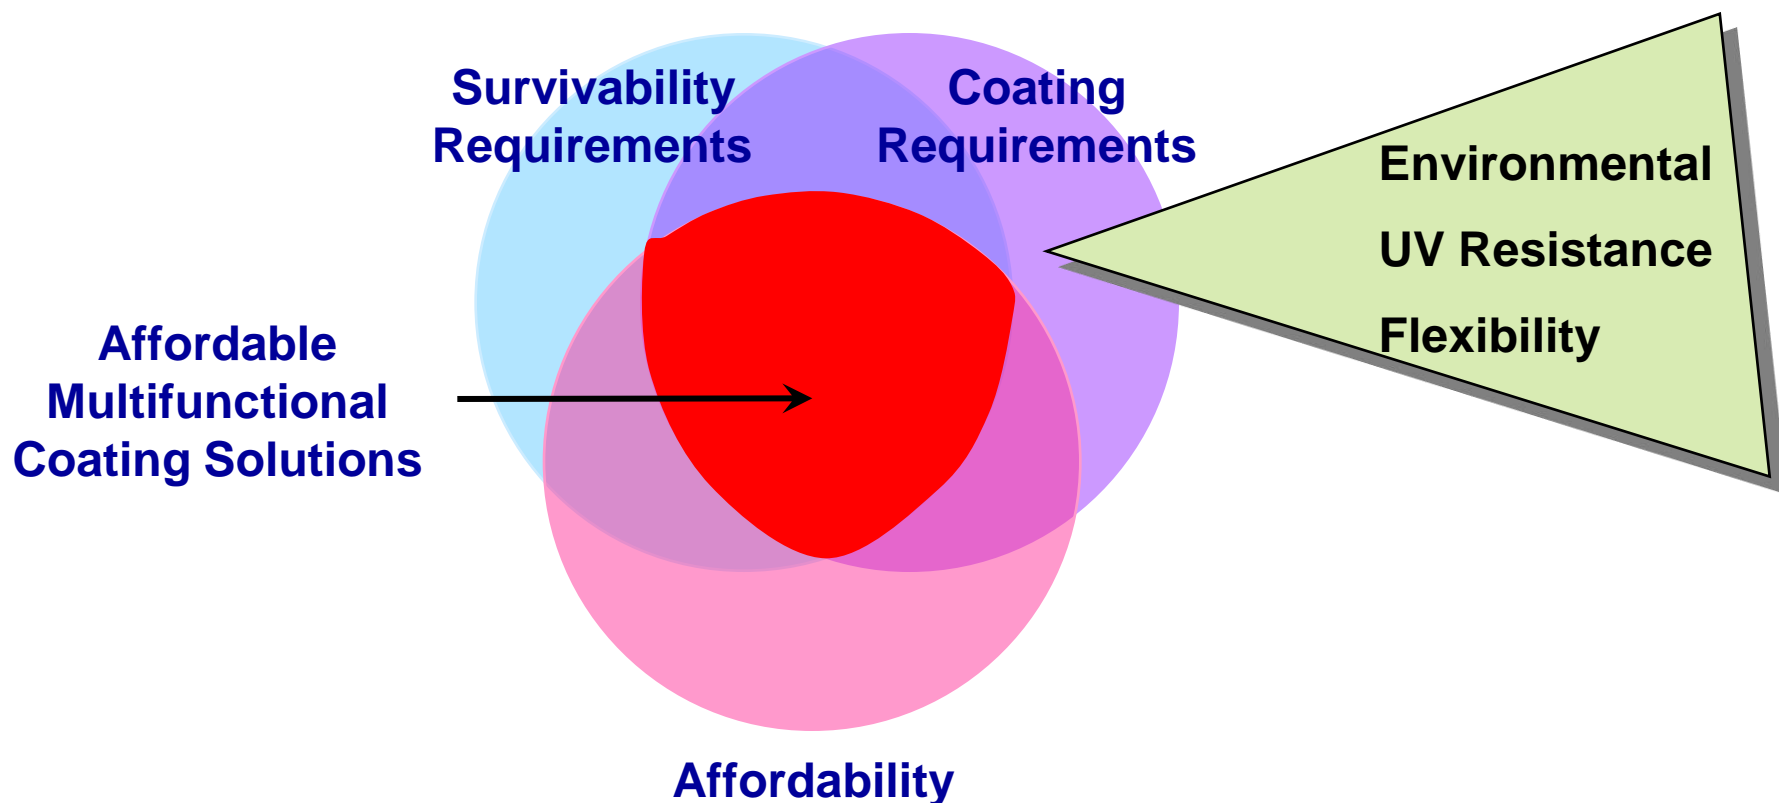 Survivability
Requirements
Coating
Requirements
Environmental
UV Resistance
Flexibility
Affordable
Multifunctional
Coating Solutions
Affordability